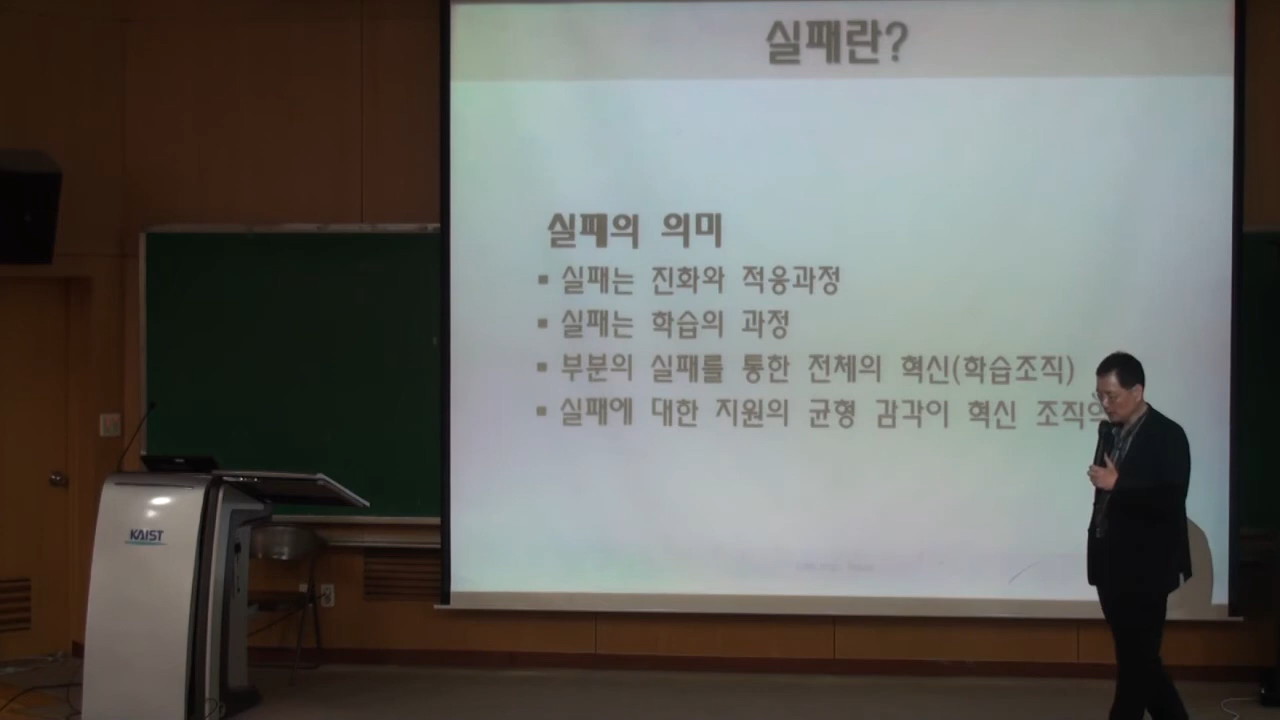 실패란?
실패의 의미
▪ 실패는 진화와 적응과정
▪ 실패는 학습의 과정
▪ 부분의 실패를 통한 전체의 혁신(학습조직)
▪ 실패에 대한 지원의 균형 감각이 혁신 조직의
KAIST